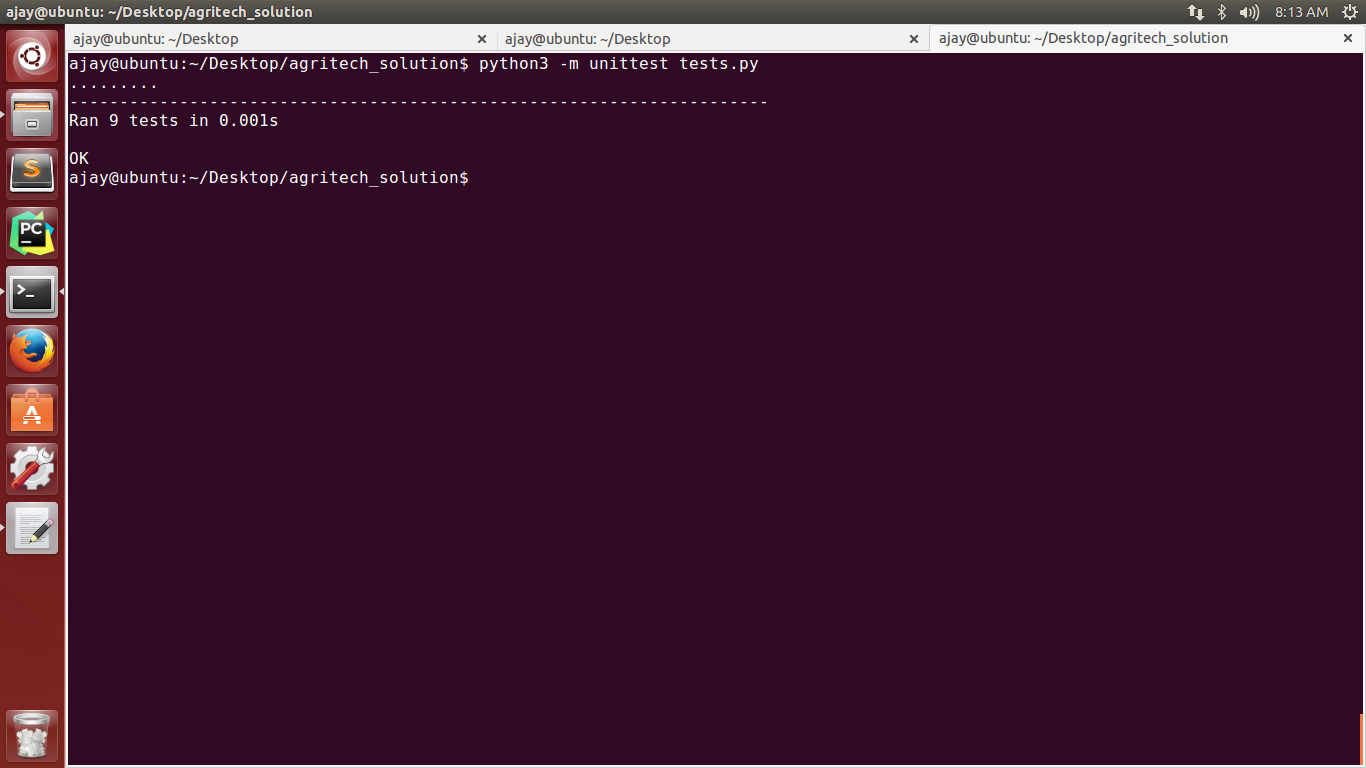 ajay@ubuntu: ~/Desktop/agritech_solution
8:13 AM
ajay@ubuntu: ~/Desktop
ajay@ubuntu: ~/Desktop
ajay@ubuntu: ~/Desktop/agritech_solution
ajay@ubuntu:~/Desktop/agritech_solution$ python3 -m unittest tests.py
.........
----------------------------------------------------------------------
Ran 9 tests in 0.001s
OK
ajay@ubuntu:~/Desktop/agritech_solution$
S
PC
>_
A